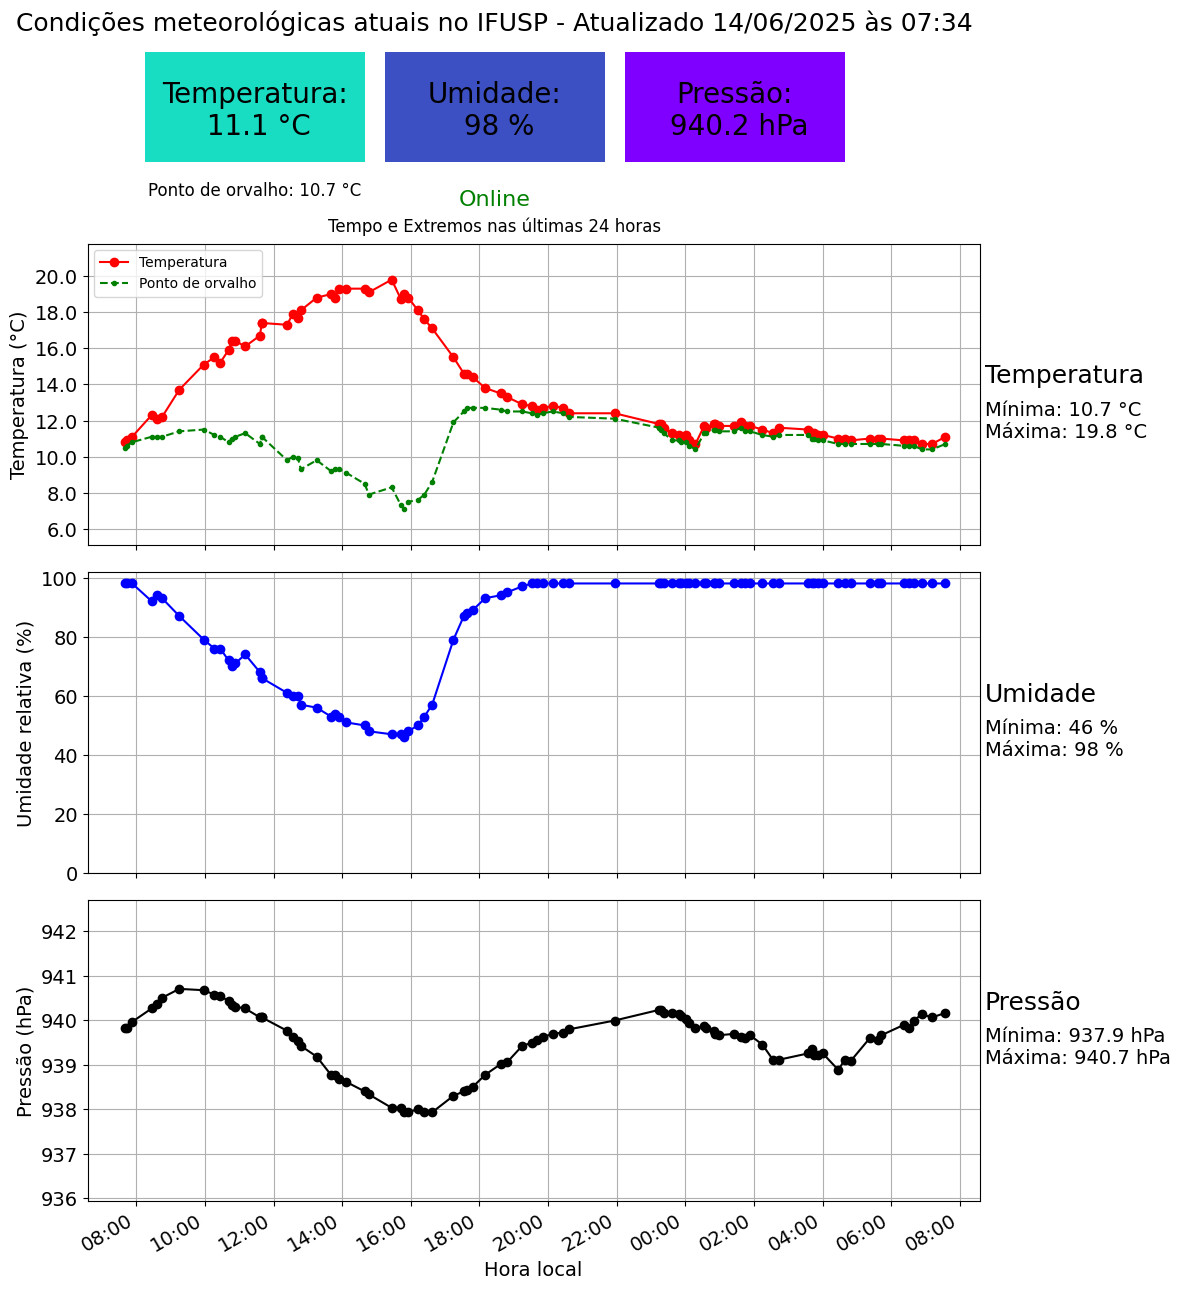 Condições meteorológicas atuais no IFUSP - Atualizado 14/06/2025 às 07:34
Temperatura:
11.1 °C
Umidade:
98 %
Pressão:
940.2 hPa
Ponto de orvalho: 10.7 °C
Online
Tempo e Extremos nas últimas 24 horas
Temperatura (°C)
20.0
18.0
16.0
14.0
12.0
10.0
8.0
6.0
Temperatura
Ponto de orvalho
Temperatura
Mínima: 10.7 °C
Máxima: 19.8 °C
Umidade relativa (%)
100
80
60
40
20
0
Umidade
Mínima: 46 %
Máxima: 98 %
Pressão (hPa)
942
941
940
939
938
937
936
Pressão
Mínima: 937.9 hPa
Máxima: 940.7 hPa
08:00
10:00
12:00
14:00
16:00
18:00
20:00
22:00
00:00
02:00
04:00
06:00
08:00
Hora local